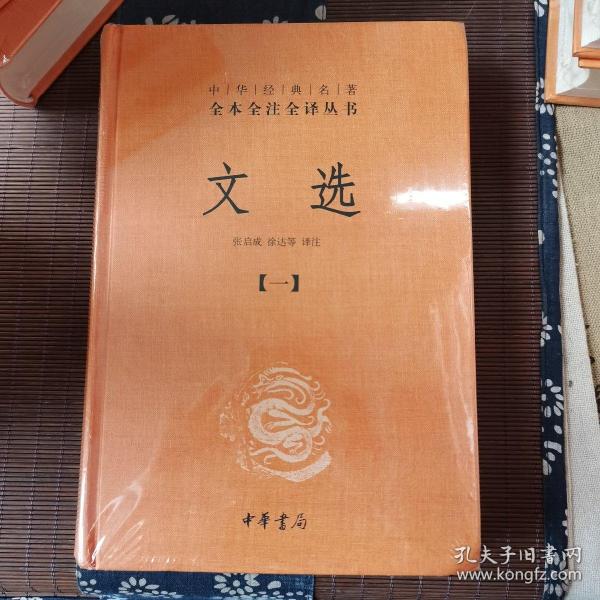 中华经典名著
全本全注全译丛书
文选
张启成 徐达等 译注
【一】
中華書局
孔夫子旧书网
www.kongfz.com